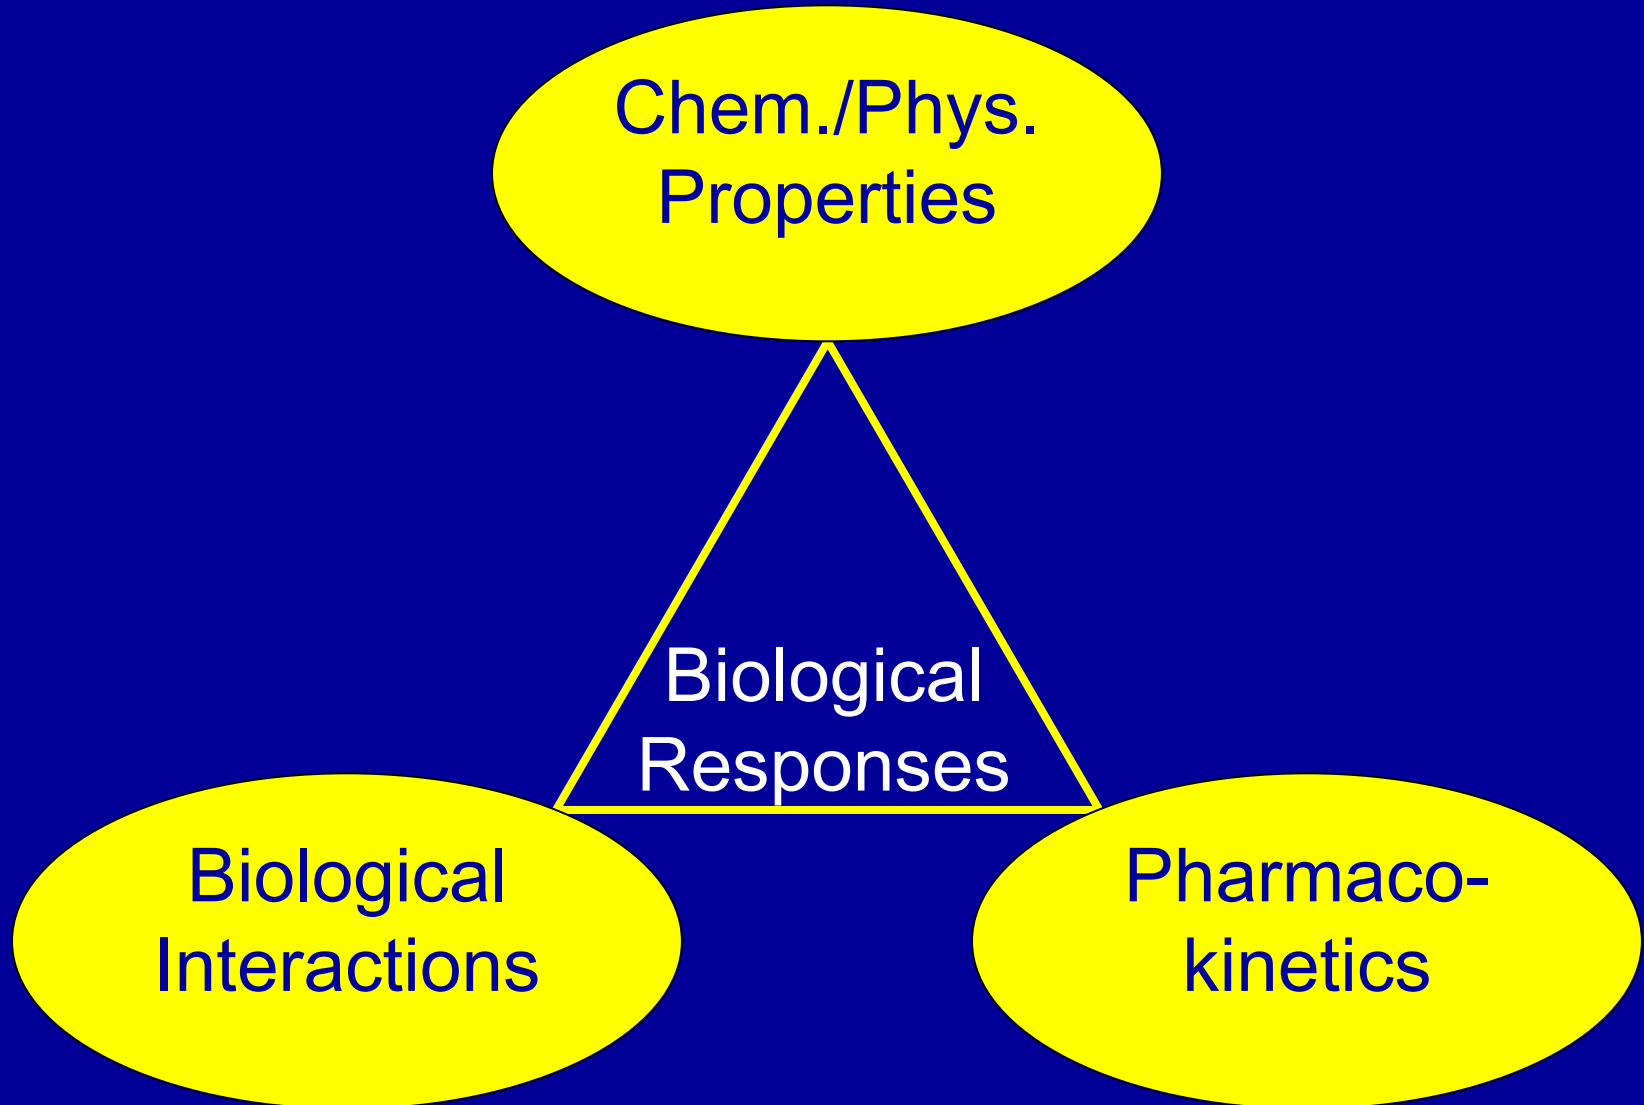 Chem./Phys.
Properties
Biological
Responses
Biological
Interactions
Pharmaco-
kinetics